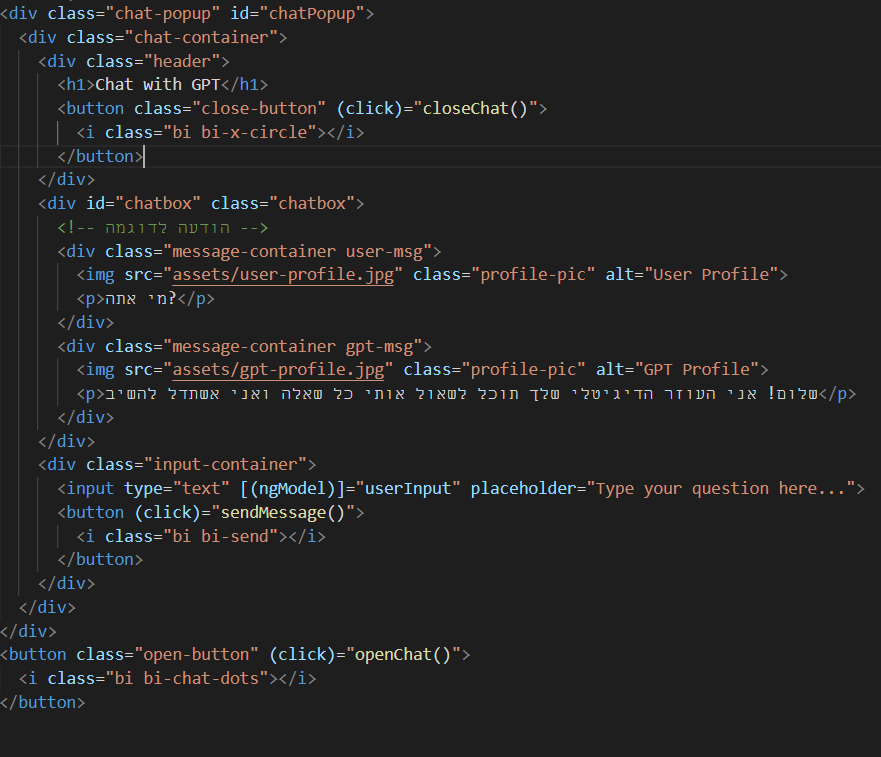 <div class="chat-popup" id="chatPopup">
<div class="chat-container">
<div class="header">
<h1>Chat with GPT</h1>
<button class="close-button" (click)="closeChat()">
<i class="bi bi-x-circle"></i>
</button>
</div>
<div id="chatbox" class="chatbox">
<!-- הודעה לדוגמה -->
<div class="message-container user-msg">
<img src="assets/user-profile.jpg" class="profile-pic" alt="User Profile">
<p>מי אתה?</p>
</div>
<div class="message-container gpt-msg">
<img src="assets/gpt-profile.jpg" class="profile-pic" alt="GPT Profile">
<p>שלום! אני העוזר הדיגיטלי שלך תוכל לשאול אותי כל שאלה ואני אשתדל להשיב</p>
</div>
</div>
<div class="input-container">
<input type="text" [(ngModel)]="userInput" placeholder="Type your question here...">
<button (click)="sendMessage()">
<i class="bi bi-send"></i>
</button>
</div>
</div>
</div>
<button class="open-button" (click)="openChat()">
<i class="bi bi-chat-dots"></i>
</button>